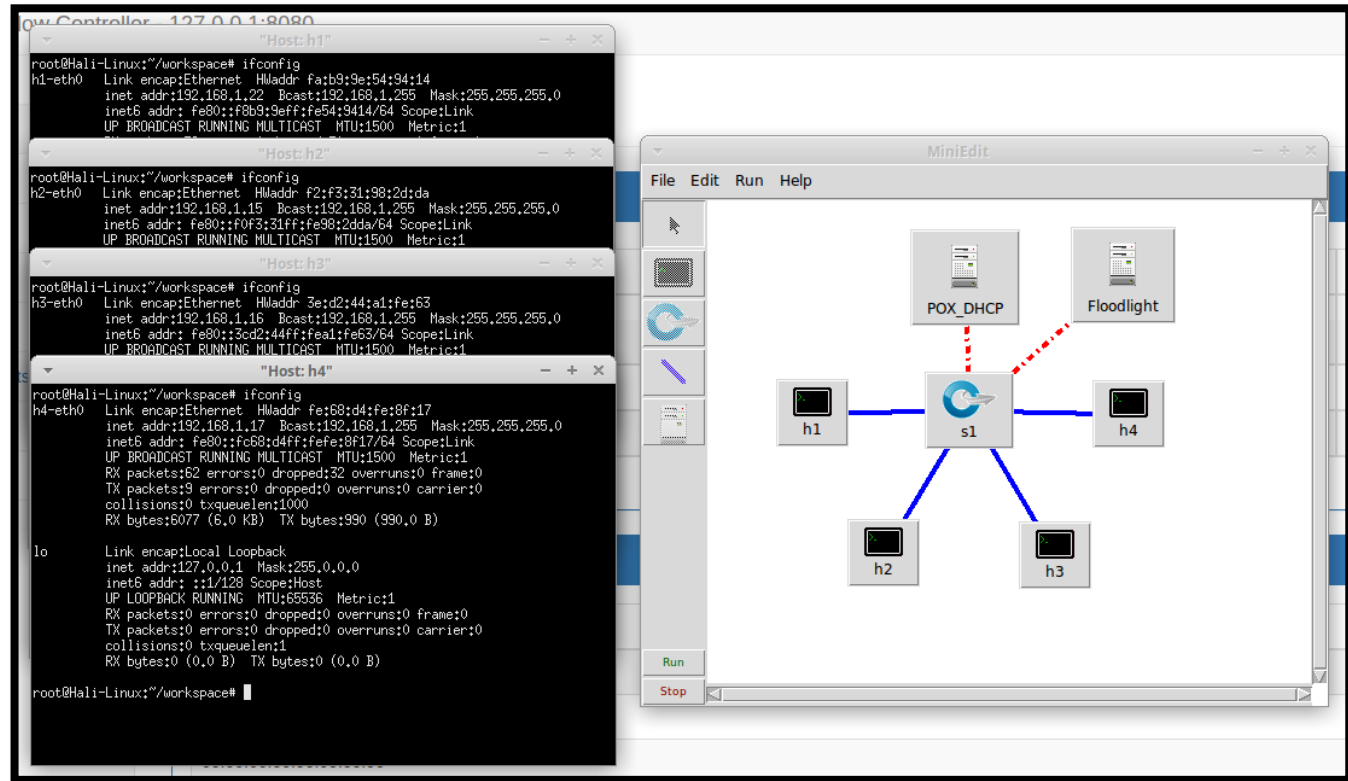 low Controller - 127.0.0.1:8080
"Host: h1"
root@Hali-Linux:~/workspace# ifconfig
h1-eth0 Link encap:Ethernet HWaddr fa:b9:9e:54:94:14
inet addr:192.168.1.22 Bcast:192.168.1.255 Mask:255.255.255.0
inet6 addr: fe80::f8b9:9eff:fe54:9414/64 Scope:Link
UP BROADCAST RUNNING MULTICAST MTU:1500 Metric:1
"Host: h2"
root@Hali-Linux:~/workspace# ifconfig
h2-eth0 Link encap:Ethernet HWaddr f2:f3:31:98:2d:da
inet addr:192.168.1.15 Bcast:192.168.1.255 Mask:255.255.255.0
inet6 addr: fe80::f0f3:31ff:fe98:2dda/64 Scope:Link
UP BROADCAST RUNNING MULTICAST MTU:1500 Metric:1
"Host: h3"
root@Hali-Linux:~/workspace# ifconfig
h3-eth0 Link encap:Ethernet HWaddr 3e:d2:44:a1:fe:63
inet addr:192.168.1.16 Bcast:192.168.1.255 Mask:255.255.255.0
inet6 addr: fe80::3cd2:44ff:fea1:fe63/64 Scope:Link
UP BROADCAST RUNNING MULTICAST MTU:1500 Metric:1
"Host: h4"
root@Hali-Linux:~/workspace# ifconfig
h4-eth0 Link encap:Ethernet HWaddr fe:68:d4:fe:8f:17
inet addr:192.168.1.17 Bcast:192.168.1.255 Mask:255.255.255.0
inet6 addr: fe80::fc68:d4ff:fefe:8f17/64 Scope:Link
UP BROADCAST RUNNING MULTICAST MTU:1500 Metric:1
RX packets:62 errors:0 dropped:32 overruns:0 frame:0
TX packets:9 errors:0 dropped:0 overruns:0 carrier:0
collisions:0 txqueuelen:1000
RX bytes:6077 (6.0 KB) TX bytes:990 (990.0 B)
lo Link encap:Local Loopback
inet addr:127.0.0.1 Mask:255.0.0.0
inet6 addr: ::1/128 Scope:Host
UP LOOPBACK RUNNING MTU:65536 Metric:1
RX packets:0 errors:0 dropped:0 overruns:0 frame:0
TX packets:0 errors:0 dropped:0 overruns:0 carrier:0
collisions:0 txqueuelen:1
RX bytes:0 (0.0 B) TX bytes:0 (0.0 B)
root@Hali-Linux:~/workspace#
MiniEdit
File Edit Run Help
POX_DHCP
Floodlight
h1
s1
h4
h2
h3
Run
Stop